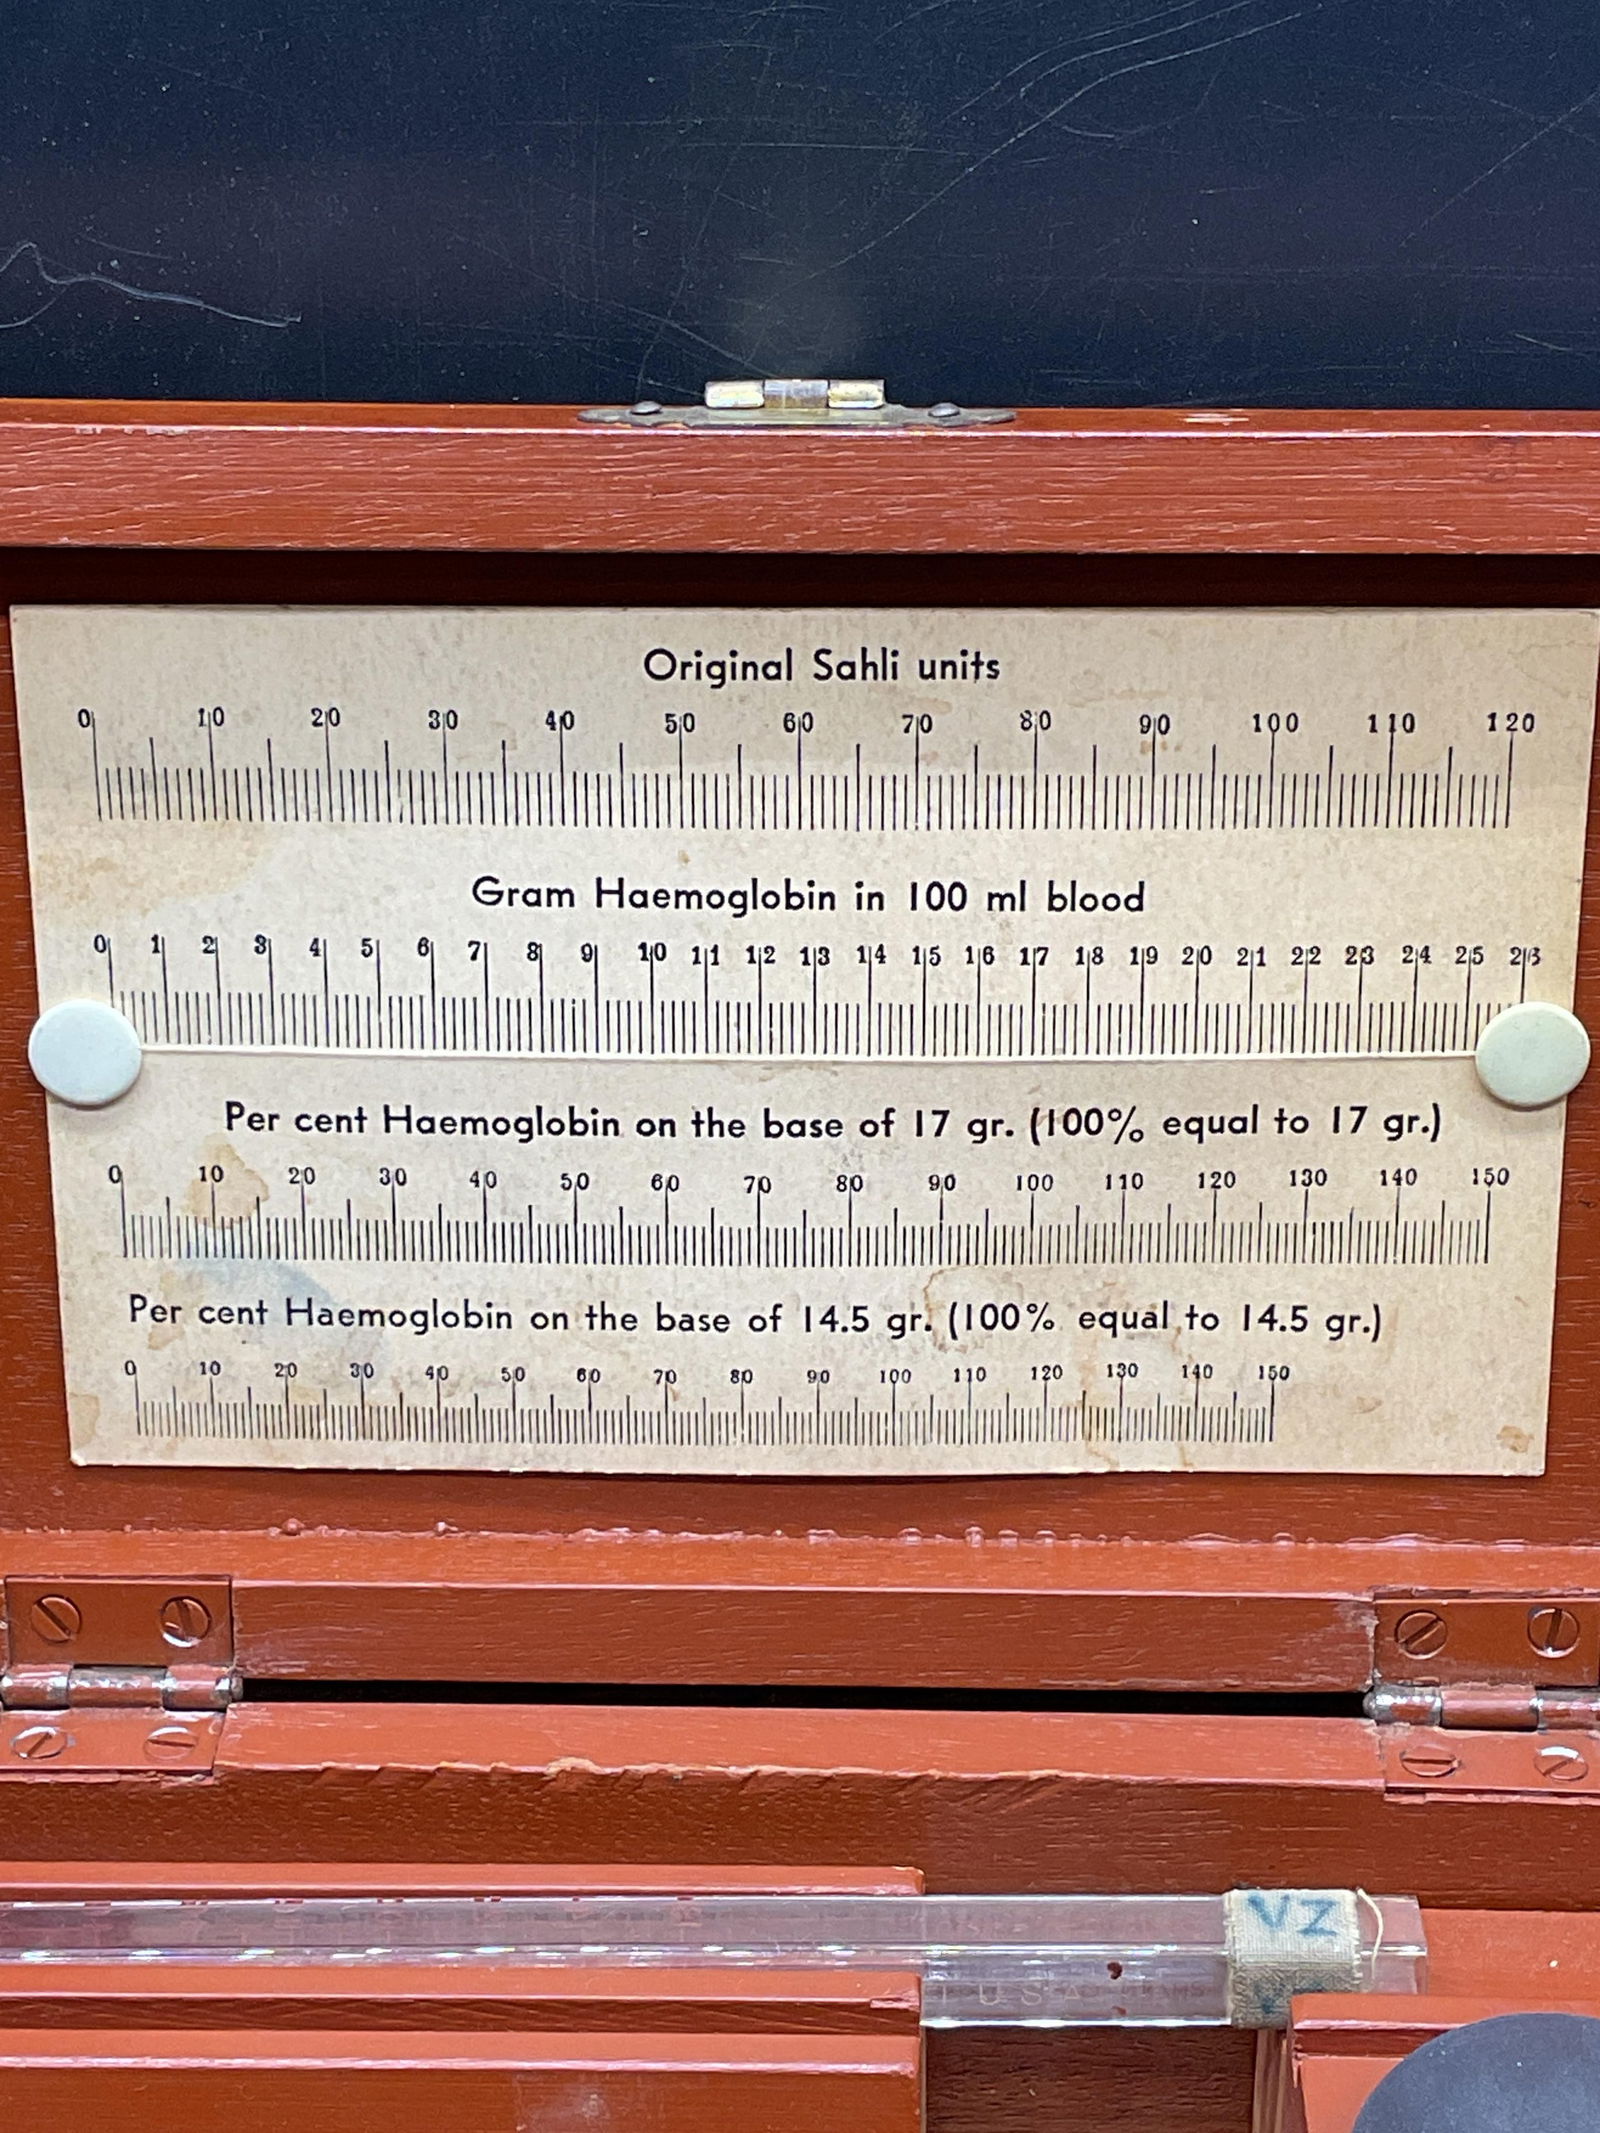 Original Sahli units
0 10 20 30 40 50 60 70 80 90 100 110 120
Gram Haemoglobin in 100 ml blood
0 1 2 3 4 5 6 7 8 9 10 11 12 13 14 15 16 17 18 19 20 21 22 23 24 25 26
Per cent Haemoglobin on the base of 17 gr. (100% equal to 17 gr.)
0 10 20 30 40 50 60 70 80 90 100 110 120 130 140 150
Per cent Haemoglobin on the base of 14.5 gr. (100% equal to 14.5 gr.)
0 10 20 30 40 50 60 70 80 90 100 110 120 130 140 150
VZ
USA